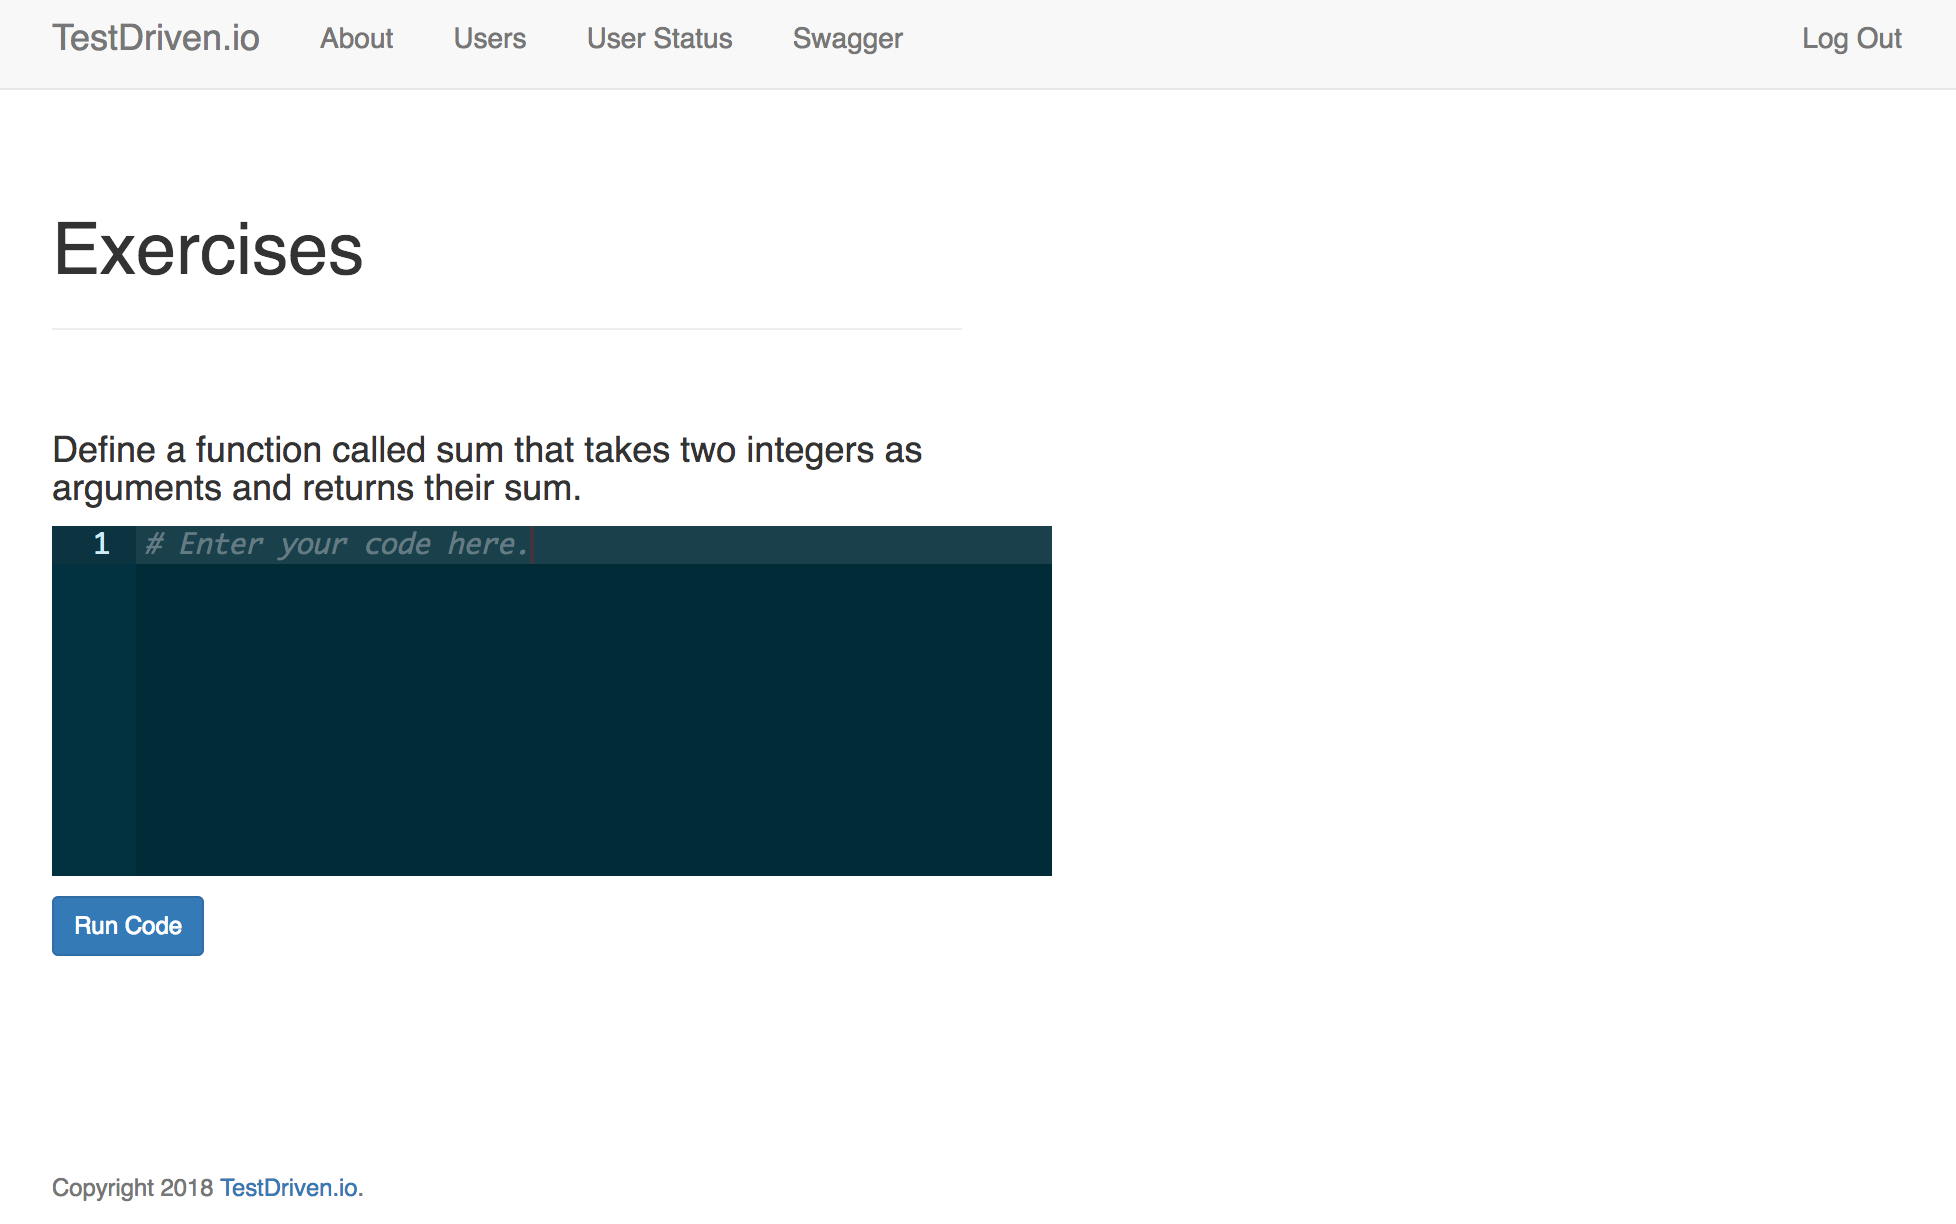 TestDriven.io About Users User Status Swagger Log Out
Exercises
Define a function called sum that takes two integers as
arguments and returns their sum.
1 # Enter your code here.
Run Code
Copyright 2018 TestDriven.io.